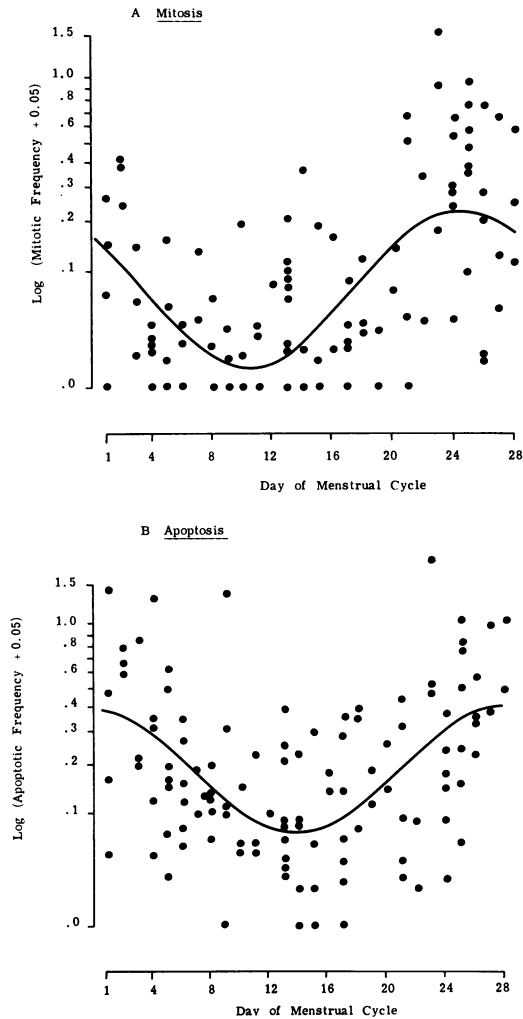 A Mitosis
1.5
1.0
.8
.6
.4
.3
.2
.1
.0
Log (Mitotic Frequency + 0.05)
1 4 8 12 16 20 24 28
Day of Menstrual Cycle
B Apoptosis
1.5
1.0
.8
.6
.4
.3
.2
.1
.0
Log (Apoptotic Frequency + 0.05)
1 4 8 12 16 20 24 28
Day of Menstrual Cycle